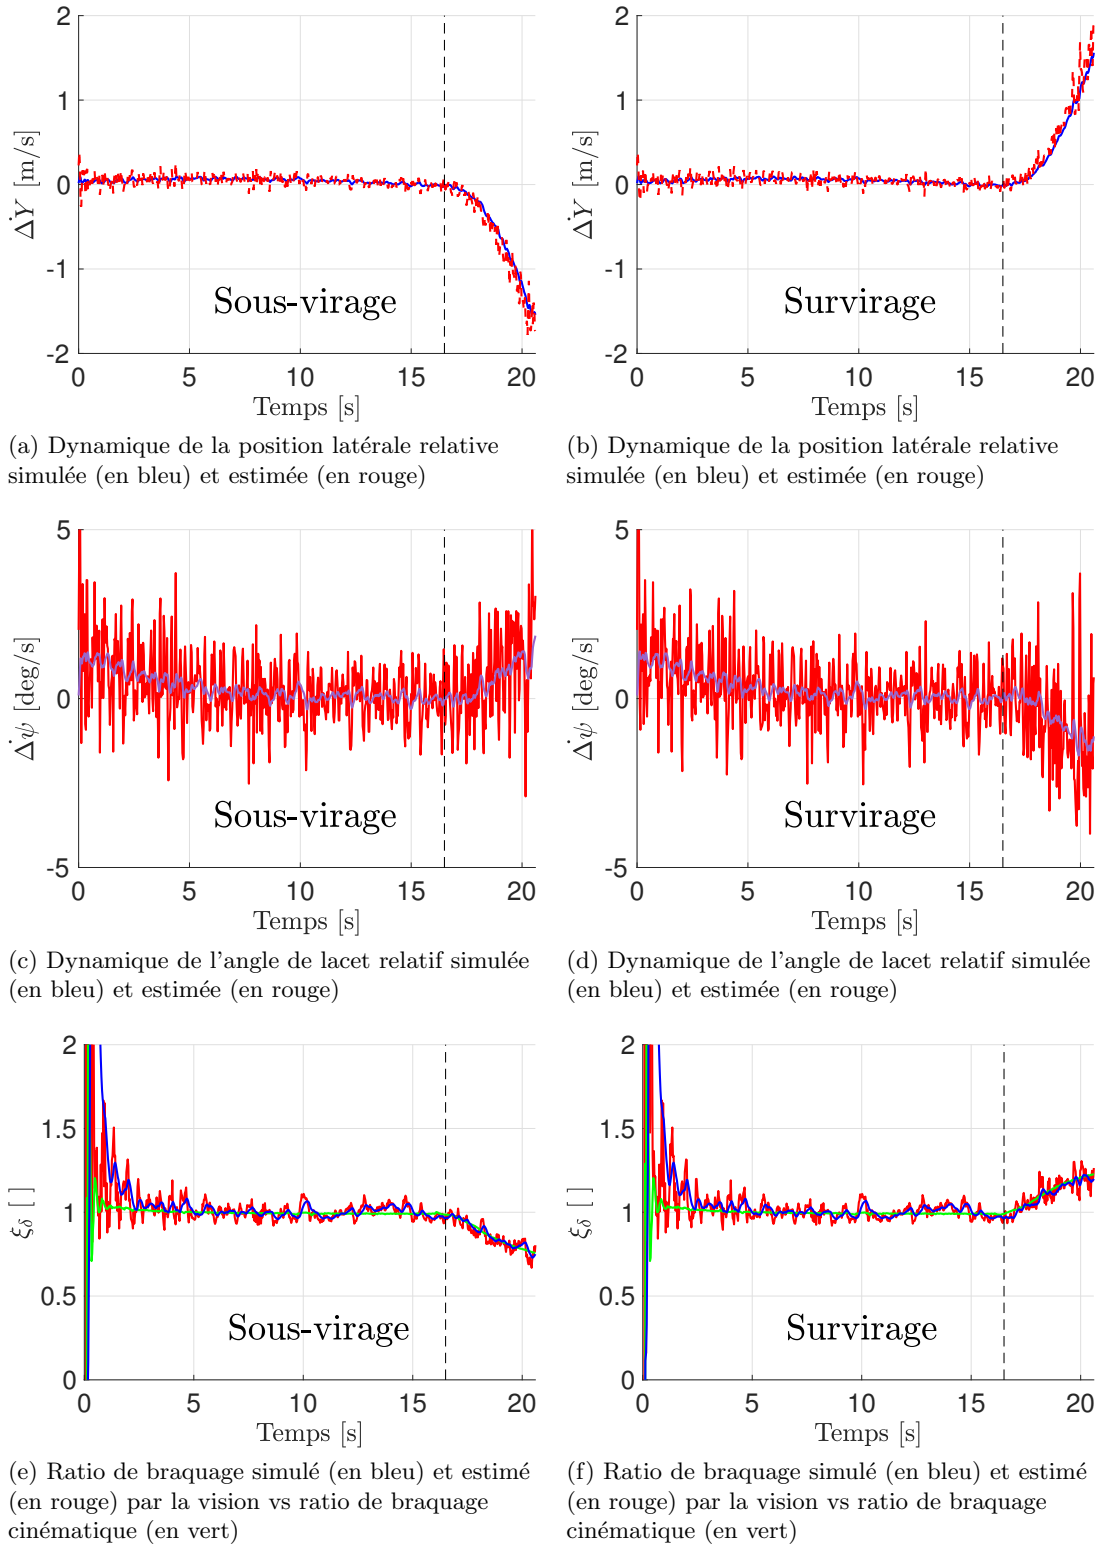 2
1
0
-1
-2
0
5
10
15
20
ΔẎ [m/s]
Temps [s]
Sous-virage
(a) Dynamique de la position latérale relative
simulée (en bleu) et estimée (en rouge)
2
1
0
-1
-2
0
5
10
15
20
ΔẎ [m/s]
Temps [s]
Survirage
(b) Dynamique de la position latérale relative
simulée (en bleu) et estimée (en rouge)
5
0
-5
0
5
10
15
20
Δψ̇ [deg/s]
Temps [s]
Sous-virage
(c) Dynamique de l'angle de lacet relatif simulée
(en bleu) et estimée (en rouge)
5
0
-5
0
5
10
15
20
Δψ̇ [deg/s]
Temps [s]
Survirage
(d) Dynamique de l'angle de lacet relatif simulée
(en bleu) et estimée (en rouge)
2
1.5
1
0.5
0
0
5
10
15
20
ξδ [ ]
Temps [s]
Sous-virage
(e) Ratio de braquage simulé (en bleu) et estimé
(en rouge) par la vision vs ratio de braquage
cinématique (en vert)
2
1.5
1
0.5
0
0
5
10
15
20
ξδ [ ]
Temps [s]
Survirage
(f) Ratio de braquage simulé (en bleu) et estimé
(en rouge) par la vision vs ratio de braquage
cinématique (en vert)